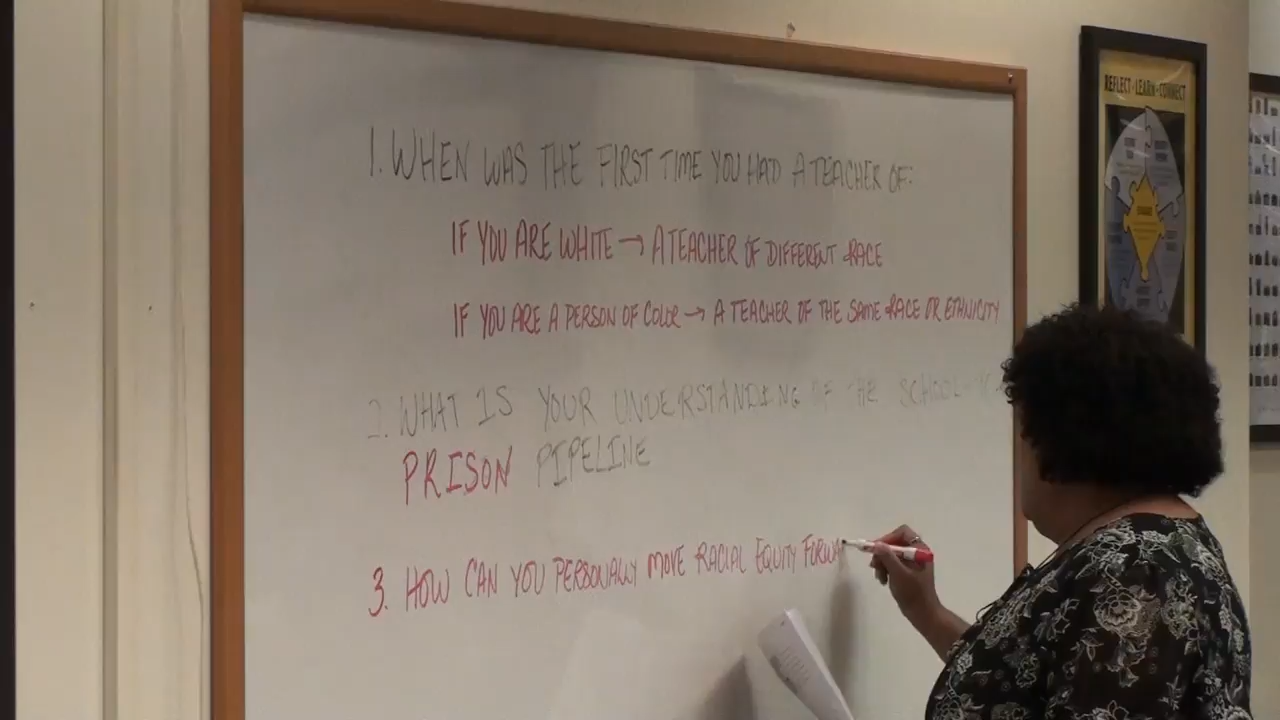 1. WHEN WAS THE FIRST TIME YOU HAD A TEACHER OF:
IF YOU ARE WHITE → A TEACHER OF DIFFERENT RACE
IF YOU ARE A PERSON OF COLOR → A TEACHER OF THE SAME RACE OR ETHNICITY
2. WHAT IS YOUR UNDERSTANDING OF THE SCHOOL-
PRISON PIPELINE
3. HOW CAN YOU PERSONALLY MOVE RACIAL EQUITY FORWA
REFLECT·LEARN·CONNECT